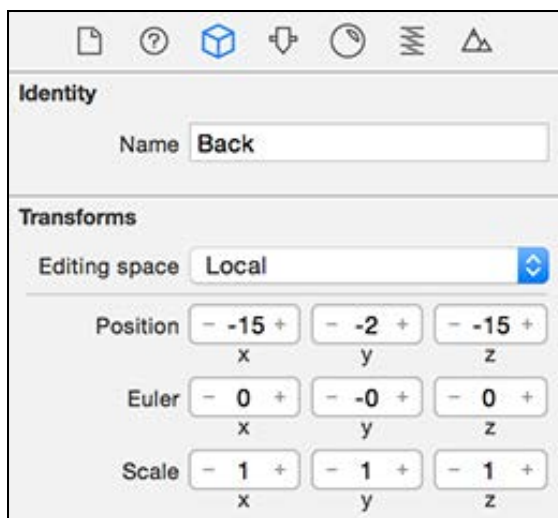 Identity
Name Back
Transforms
Editing space Local
Position − -15 + − -2 + − -15 +
x y z
Euler − 0 + − -0 + − 0 +
x y z
Scale − 1 + − 1 + − 1 +
x y z